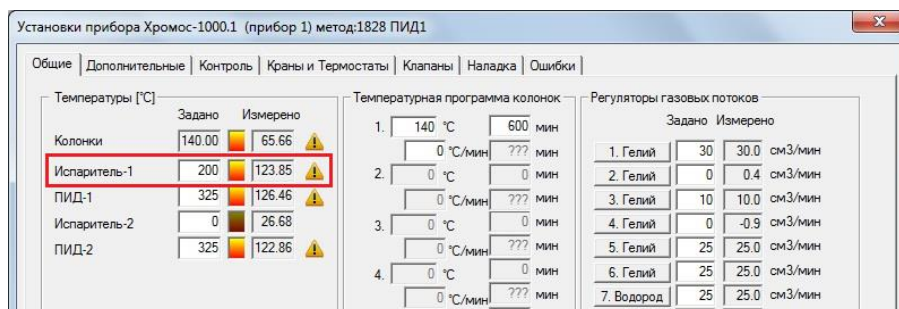 Установки прибора Хромос-1000.1 (прибор 1) метод:1828 ПИД1
Общие Дополнительные Контроль Краны и Термостаты Клапаны Наладка Ошибки
Температуры [°C]
Задано Измерено
Колонки 140.00 65.66
Испаритель-1 200 123.85
ПИД-1 325 126.46
Испаритель-2 0 26.68
ПИД-2 325 122.86
Температурная программа колонок
1. 140 °C 600 мин
0 °C/мин ??? мин
2. 0 °C 0 мин
0 °C/мин ??? мин
3. 0 °C 0 мин
0 °C/мин ??? мин
4. 0 °C 0 мин
0 °C/мин ??? мин
Регуляторы газовых потоков
Задано Измерено
1. Гелий 30 30.0 см3/мин
2. Гелий 0 0.4 см3/мин
3. Гелий 10 10.0 см3/мин
4. Гелий 0 -0.9 см3/мин
5. Гелий 25 25.0 см3/мин
6. Гелий 25 25.0 см3/мин
7. Водород 25 25.0 см3/мин